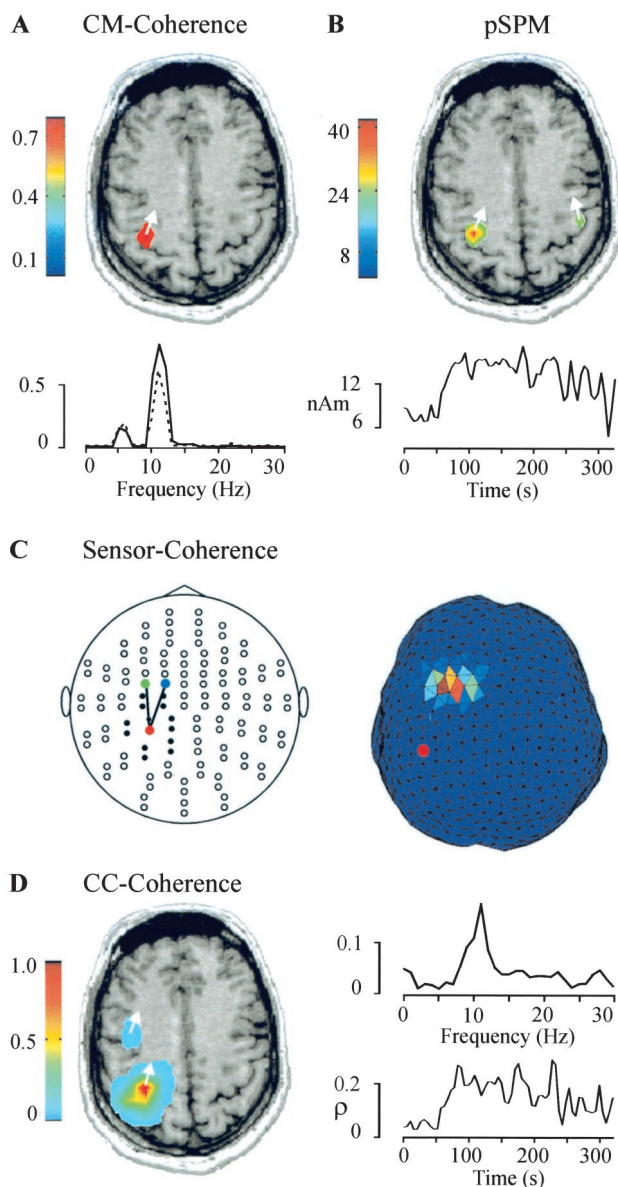 A CM-Coherence
B pSPM
0.7
0.4
0.1
40
24
8
0.5
0
0 10 20 30
Frequency (Hz)
12
nAm
6
0 100 200 300
Time (s)
C Sensor-Coherence
D CC-Coherence
1.0
0.5
0
0.1
0
0 10 20 30
Frequency (Hz)
0.2
ρ
0
0 100 200 300
Time (s)